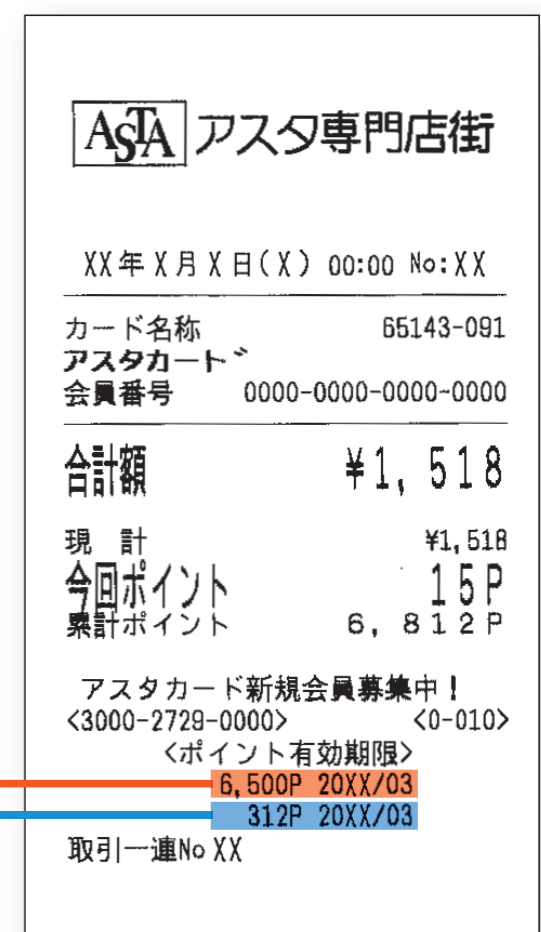 ASTA アスタ専門店街
XX年X月X日(X) 00:00 No:XX
カード名称 65143-091
アスタカード
会員番号 0000-0000-0000-0000
合計額 ¥1,518
現 計 ¥1,518
今回ポイント 15P
累計ポイント 6,812P
アスタカード新規会員募集中!
<3000-2729-0000> <0-010>
<ポイント有効期限>
6,500P 20XX/03
312P 20XX/03
取引一連No XX